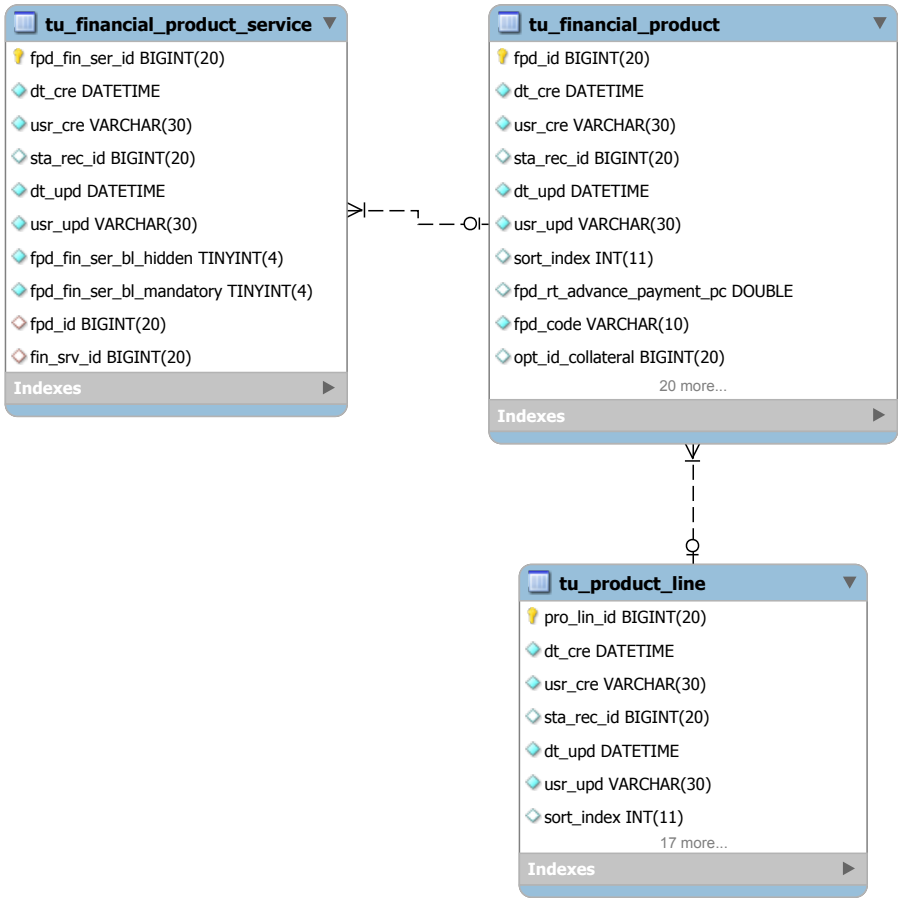 tu_financial_product_service
fpd_fin_ser_id BIGINT(20)
dt_cre DATETIME
usr_cre VARCHAR(30)
sta_rec_id BIGINT(20)
dt_upd DATETIME
usr_upd VARCHAR(30)
fpd_fin_ser_bl_hidden TINYINT(4)
fpd_fin_ser_bl_mandatory TINYINT(4)
fpd_id BIGINT(20)
fin_srv_id BIGINT(20)
Indexes
tu_financial_product
fpd_id BIGINT(20)
dt_cre DATETIME
usr_cre VARCHAR(30)
sta_rec_id BIGINT(20)
dt_upd DATETIME
usr_upd VARCHAR(30)
sort_index INT(11)
fpd_rt_advance_payment_pc DOUBLE
fpd_code VARCHAR(10)
opt_id_collateral BIGINT(20)
20 more...
Indexes
tu_product_line
pro_lin_id BIGINT(20)
dt_cre DATETIME
usr_cre VARCHAR(30)
sta_rec_id BIGINT(20)
dt_upd DATETIME
usr_upd VARCHAR(30)
sort_index INT(11)
17 more...
Indexes